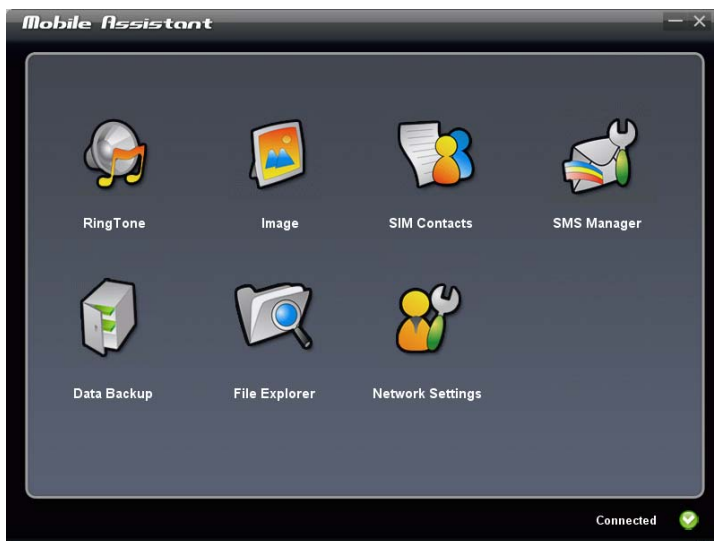 Mobile Assistant
RingTone
Image
SIM Contacts
SMS Manager
Data Backup
File Explorer
Network Settings
Connected